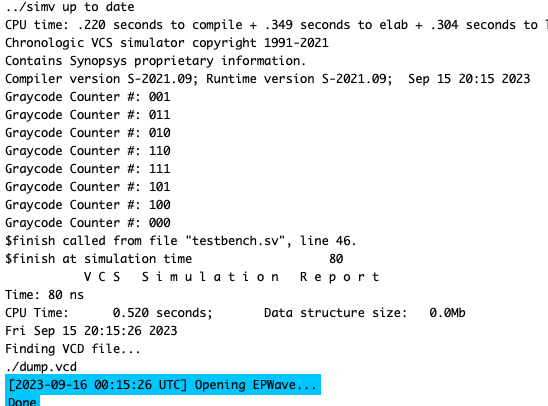 ../simv up to date
CPU time: .220 seconds to compile + .349 seconds to elab + .304 seconds to
Chronologic VCS simulator copyright 1991-2021
Contains Synopsys proprietary information.
Compiler version S-2021.09; Runtime version S-2021.09;  Sep 15 20:15 2023
Graycode Counter #: 001
Graycode Counter #: 011
Graycode Counter #: 010
Graycode Counter #: 110
Graycode Counter #: 111
Graycode Counter #: 101
Graycode Counter #: 100
Graycode Counter #: 000
$finish called from file "testbench.sv", line 46.
$finish at simulation time                   80
           V C S   S i m u l a t i o n   R e p o r t
Time: 80 ns
CPU Time:      0.520 seconds;       Data structure size:   0.0Mb
Fri Sep 15 20:15:26 2023
Finding VCD file...
./dump.vcd
[2023-09-16 00:15:26 UTC] Opening EPWave...
Done